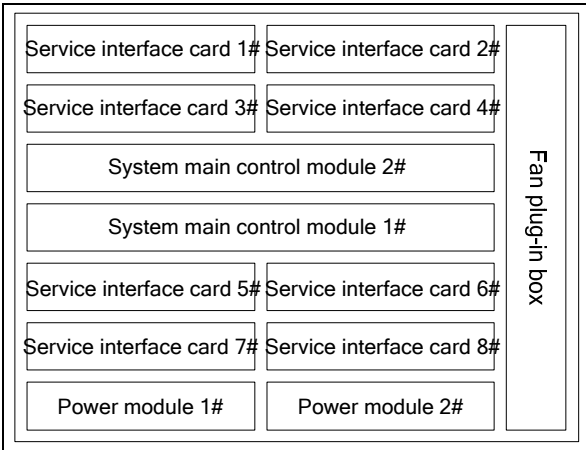 Service interface card 1#
Service interface card 2#
Service interface card 3#
Service interface card 4#
System main control module 2#
System main control module 1#
Service interface card 5#
Service interface card 6#
Service interface card 7#
Service interface card 8#
Power module 1#
Power module 2#
Fan plug-in box